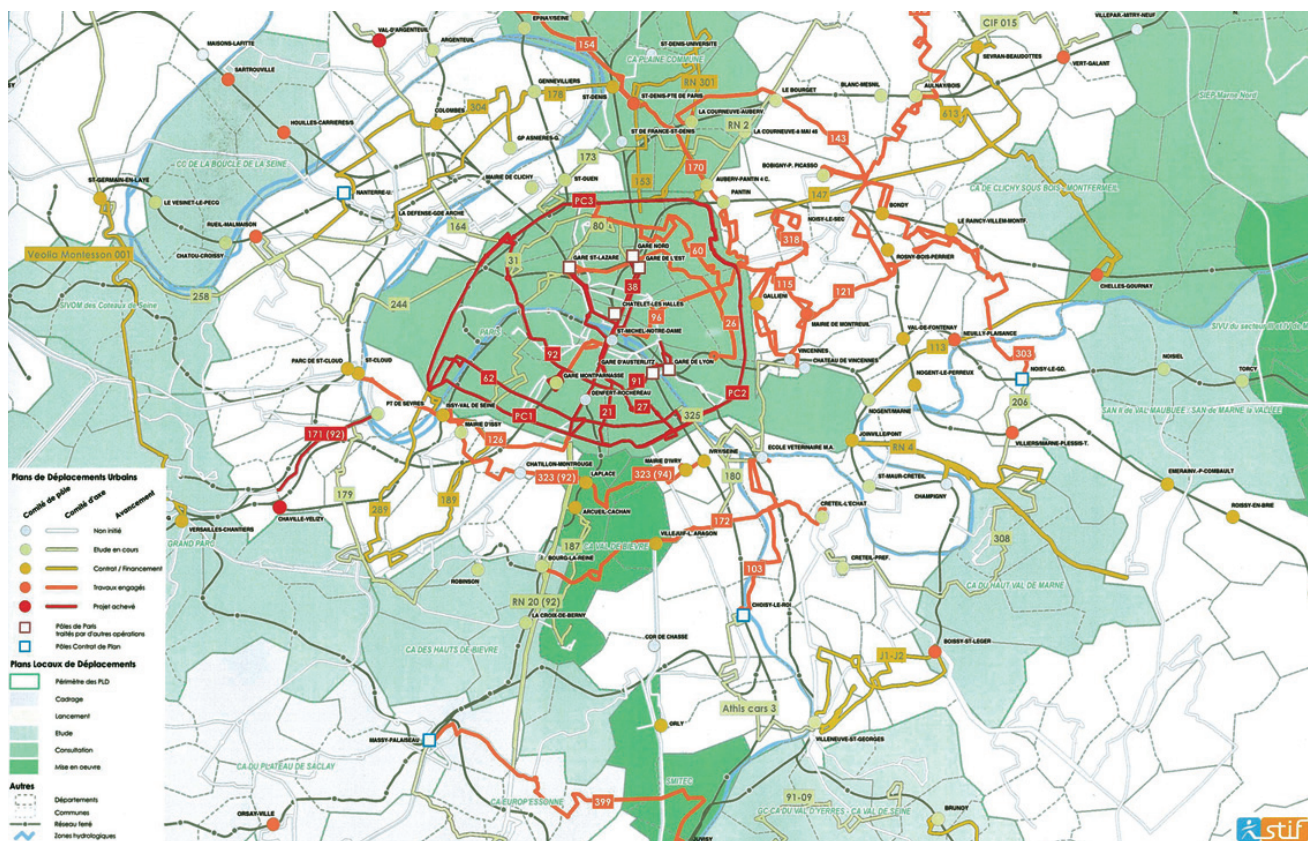 EPINAY/SEINE
CIF 015
VILLEPAR.-MITRY-NEUF
VAL-D'ARGENTEUIL
ARGENTEUIL
154
ST-DENIS-UNIVERSITE
MAISONS-LAFITTE
CA PLAINE COMMUNE
SEVRAN-BEAUDOTTES
VERT-GALANT
SARTROUVILLE
GENNEVILLIERS
RN 301
178
ST-DENIS
BLANC-MESNIL
AULNAY/BOIS
LE BOURGET
SIEP Marne Nord
304
COLOMBES
ST-DENIS-PTE DE PARIS
LA COURNEUVE-AUBERV.
613
RN 2
HOUILLES-CARRIERES/S
ST DE FRANCE-ST-DENIS
LA COURNEUVE-8 MAI 45
143
GP ASNIÈRES-G.
CC DE LA BOUCLE DE LA SEINE
173
170
BOBIGNY-P. PICASSO
ST-GERMAIN-EN-LAYE
MAIRIE DE CLICHY
ST-OUEN
153
AUBERV-PANTIN 4 C.
147
CA DE CLICHY SOUS BOIS - MONTFERMEIL
27
LE VESINET-LE-PECQ
NANTERRE-U.
PANTIN
PC3
NOISY-LE-SEC
BONDY
LA DEFENSE-GDE ARCHE
164
80
LE RAINCY-VILLEM-MONTF.
RUEIL-MALMAISON
318
Veolia Montesson 001
CHATOU-CROISSY
31
GARE NORD
60
ROSNY-BOIS-PERRIER
GARE ST-LAZARE
GARE DE L'EST
258
38
115
121
CHELLES-GOURNAY
SIVOM des Coteaux de Seine
244
CHATELET-LES HALLES
GALLIENI
96
26
MAIRIE DE MONTREUIL
PARIS
ST-MICHEL-NOTRE-DAME
VAL-DE-FONTENAY
NEUILLY-PLAISANCE
PARC DE ST-CLOUD
ST-CLOUD
92
GARE D'AUSTERLITZ
GARE DE LYON
VINCENNES
CHATEAU DE VINCENNES
113
303
NOISIEL
62
GARE MONTPARNASSE
91
NOGENT-LE-PERREUX
NOISY-LE-GD.
TORCY
DENFERT-ROCHEREAU
PC2
PT DE SEVRES
ISSY-VAL DE SEINE
PC1
21
27
325
NOGENT/MARNE
206
171 (92)
MAIRIE D'ISSY
126
JOINVILLE/PONT
RN 4
VILLIERS/MARNE-PLESSIS-T.
ECOLE VETERINAIRE M.A.
IVRY/SEINE
MAIRIE D'IVRY
CHATILLON-MONTROUGE
323 (92)
LAPLACE
323 (94)
180
ST-MAUR-CRETEIL
CHAMPIGNY
EMERAINV.-P-COMBAULT
179
189
CRETEIL-L'ECHAT
ROISSY-EN-BRIE
CHAVILLE-VELIZY
ARCUEIL-CACHAN
172
VERSAILLES-CHANTIERS
289
GRAND PARC
187
VILLEJUIF-L. ARAGON
308
CA VAL DE BIEVRE
BOURG-LA-REINE
CRETEIL-PREF.
ROBINSON
103
CA DU HAUT VAL DE MARNE
RN 20 (92)
CHOISY-LE-ROI
LA CROIX-DE-BERNY
COR DE CHASSE
CA DES HAUTS-DE-BIEVRE
J1-J2
BOISSY-ST-LEGER
Athis cars 3
ORLY
MASSY-PALAISEAU
VILLENEUVE-ST-GEORGES
CA DU PLATEAU DE SACLAY
SMITEC
CA EUROP'ESSONNE
399
91-09
ORSAY-VILLE
BRUNOY
JUVISY
Plans de Déplacements Urbains
Comité de pôle
Comité d'axe
Avancement
Non initié
Etude en cours
Contrat / Financement
Travaux engagés
Projet achevé
Pôles de Paris
traités par d'autres opérations
Pôles Contrat de Plan
Plans Locaux de Déplacements
Périmètre des PLD
Cadrage
Lancement
Etude
Consultation
Mise en oeuvre
Autres
Départements
Communes
Réseau ferré
Zones hydrologiques
stif